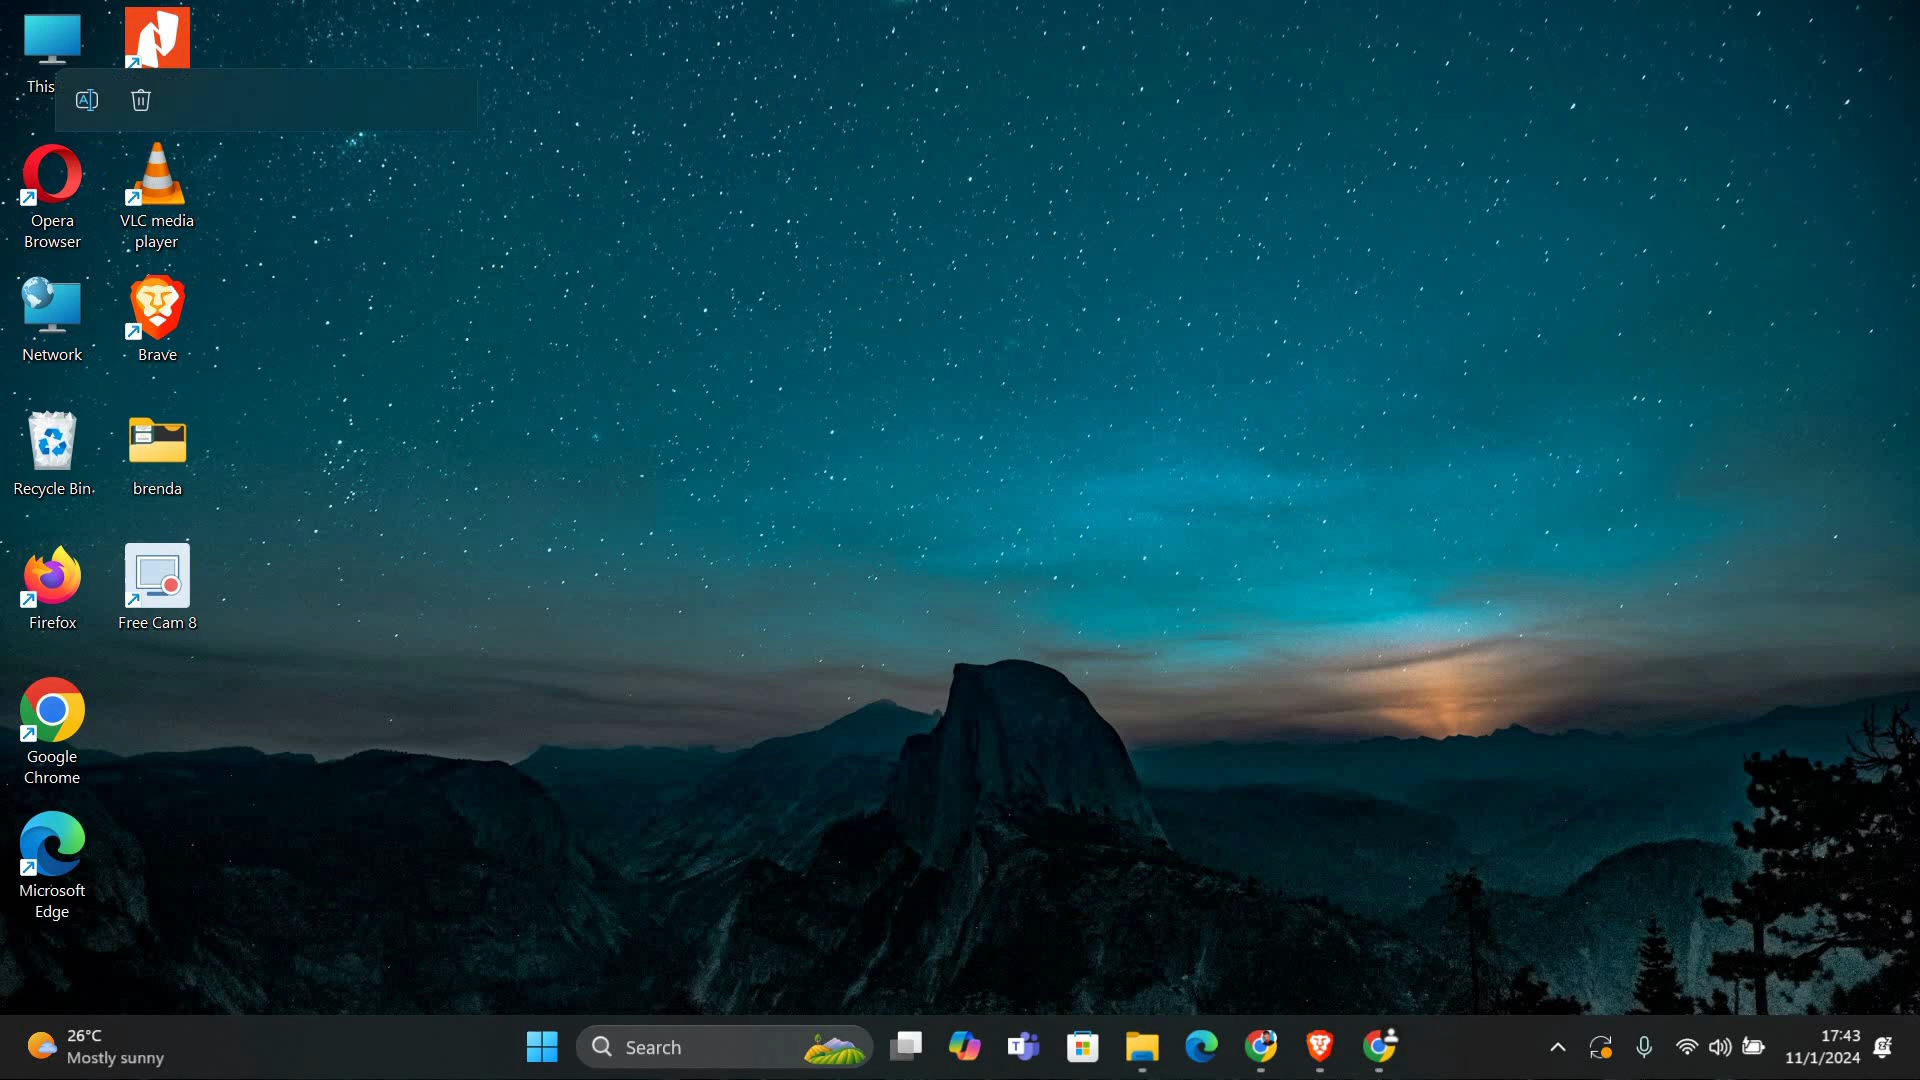 This
Opera
Browser
VLC media
player
Network
Brave
Recycle Bin
brenda
Firefox
Free Cam 8
Google
Chrome
Microsoft
Edge
26°C
Mostly sunny
Search
17:43
11/1/2024